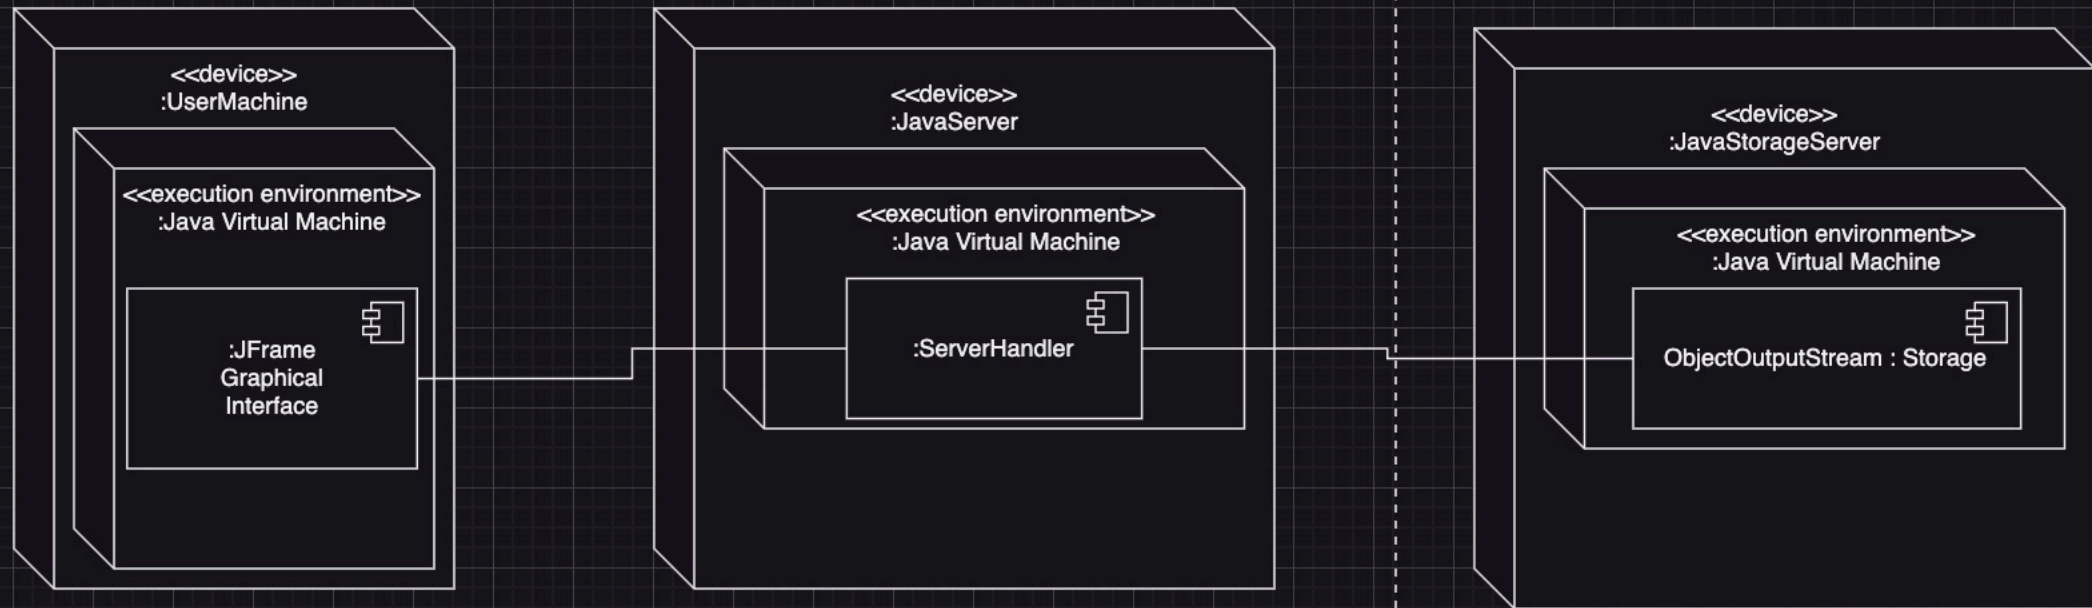 <<device>>
:UserMachine
<<execution environment>>
:Java Virtual Machine
:JFrame
Graphical
Interface
<<device>>
:JavaServer
<<execution environment>>
:Java Virtual Machine
:ServerHandler
<<device>>
:JavaStorageServer
<<execution environment>>
:Java Virtual Machine
ObjectOutputStream : Storage